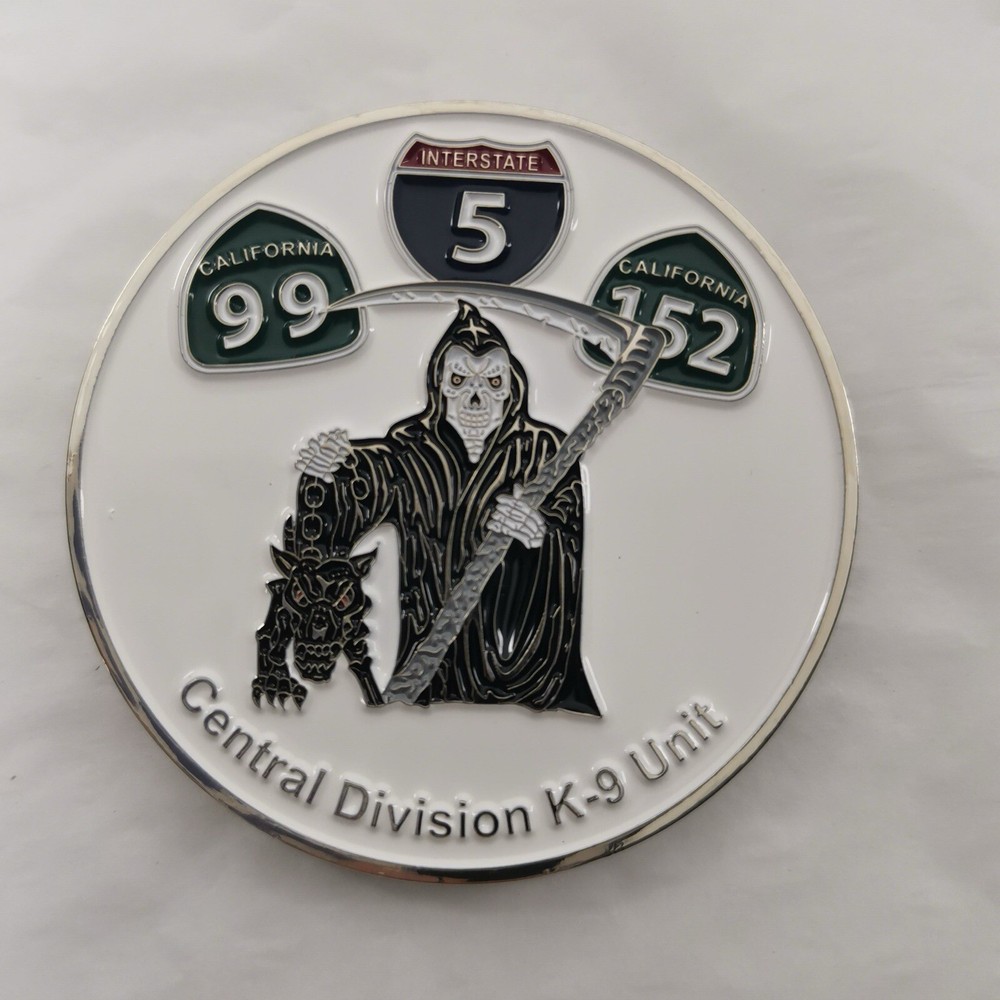 INTERSTATE
5
CALIFORNIA
99
CALIFORNIA
152
Central Division K-9 Unit